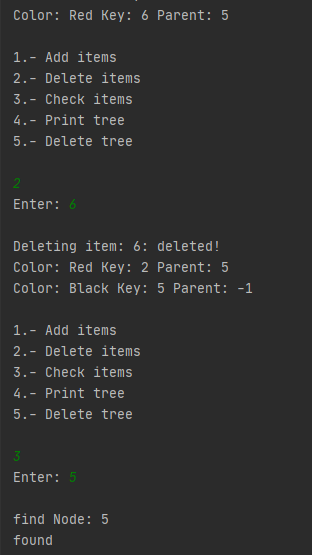 Color: Red Key: 6 Parent: 5
1.- Add items
2.- Delete items
3.- Check items
4.- Print tree
5.- Delete tree
2
Enter: 6
Deleting item: 6: deleted!
Color: Red Key: 2 Parent: 5
Color: Black Key: 5 Parent: -1
1.- Add items
2.- Delete items
3.- Check items
4.- Print tree
5.- Delete tree
3
Enter: 5
find Node: 5
found